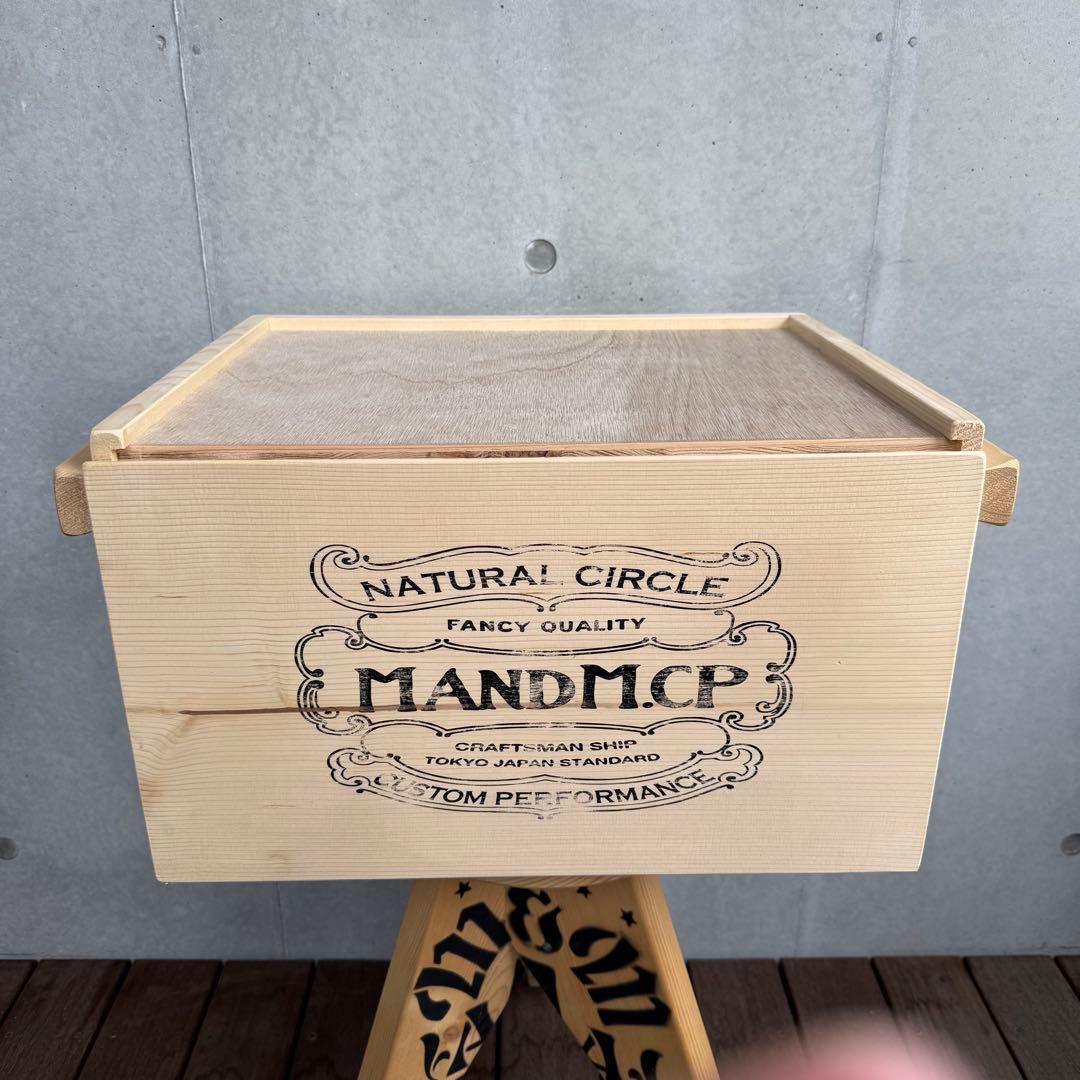 NATURAL CIRCLE
FANCY QUALITY
MANDM.CP
CRAFTSMAN SHIP
TOKYO JAPAN STANDARD
CUSTOM PERFORMANCE